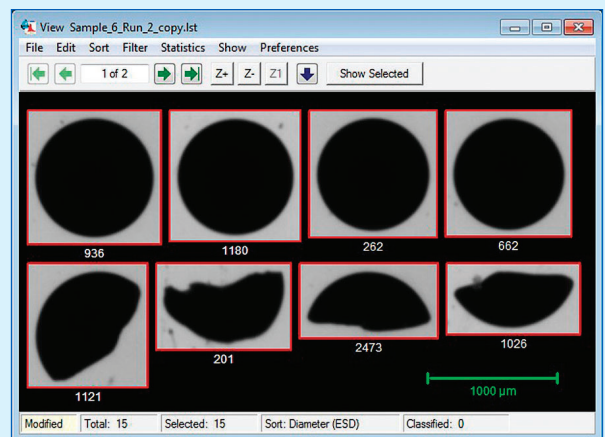 View Sample_6_Run_2_copy.lst
File Edit Sort Filter Statistics Show Preferences
1 of 2 Z+ Z- Z1 Show Selected
936 1180 262 662
1121 201 2473 1026
1000 µm
Modified Total: 15 Selected: 15 Sort: Diameter (ESD) Classified: 0